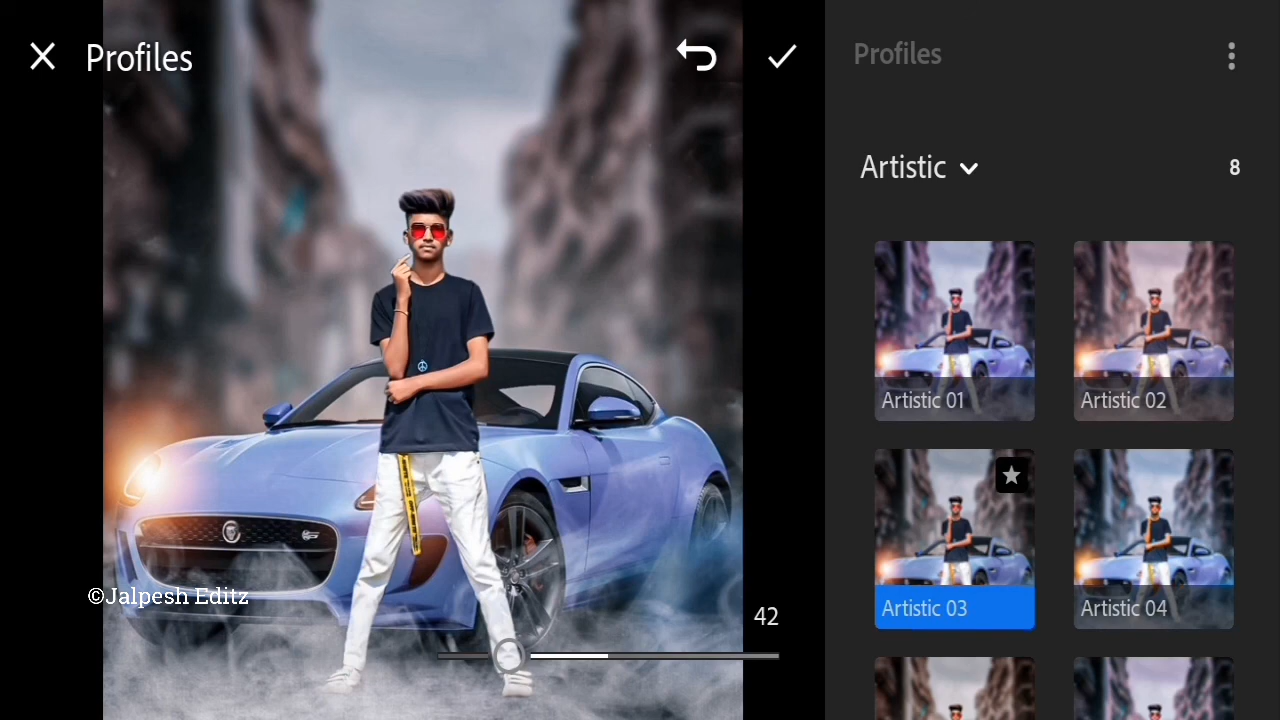 Profiles
Profiles
Artistic
8
Artistic 01
Artistic 02
Artistic 03
Artistic 04
©Jalpesh Editz
42